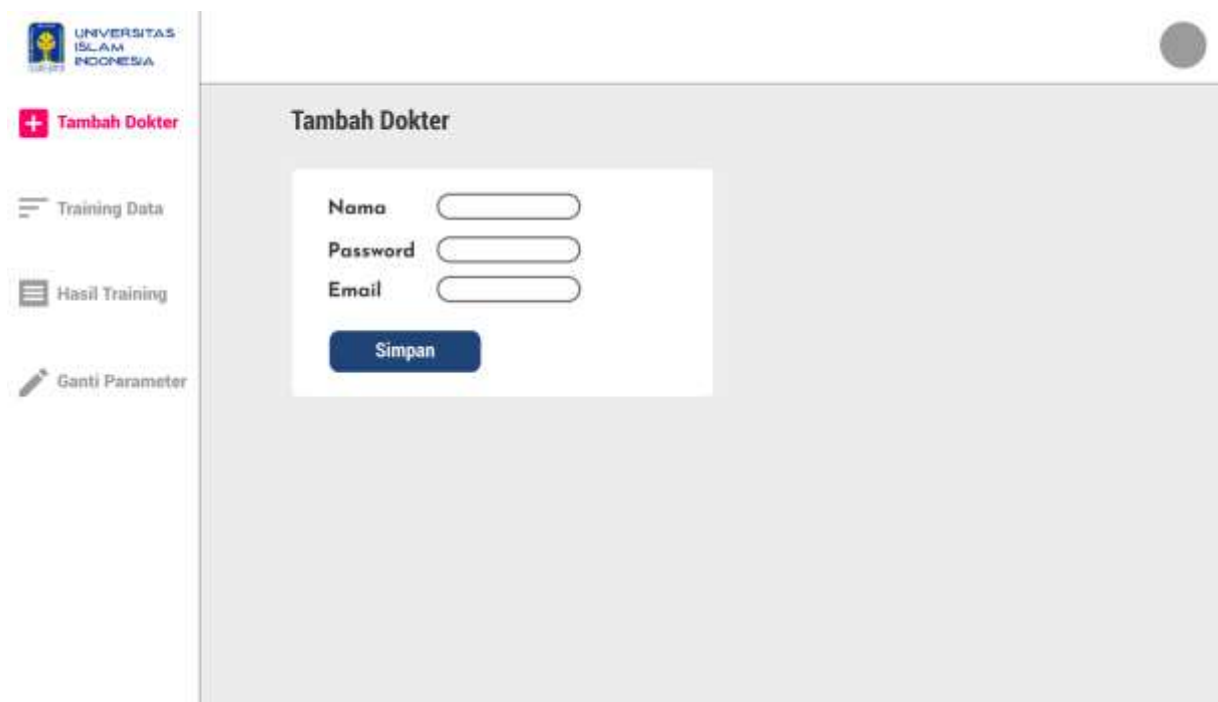 UNIVERSITAS
ISLAM
INDONESIA
Tambah Dokter
Training Data
Hasil Training
Ganti Parameter
Tambah Dokter
Nama
Password
Email
Simpan